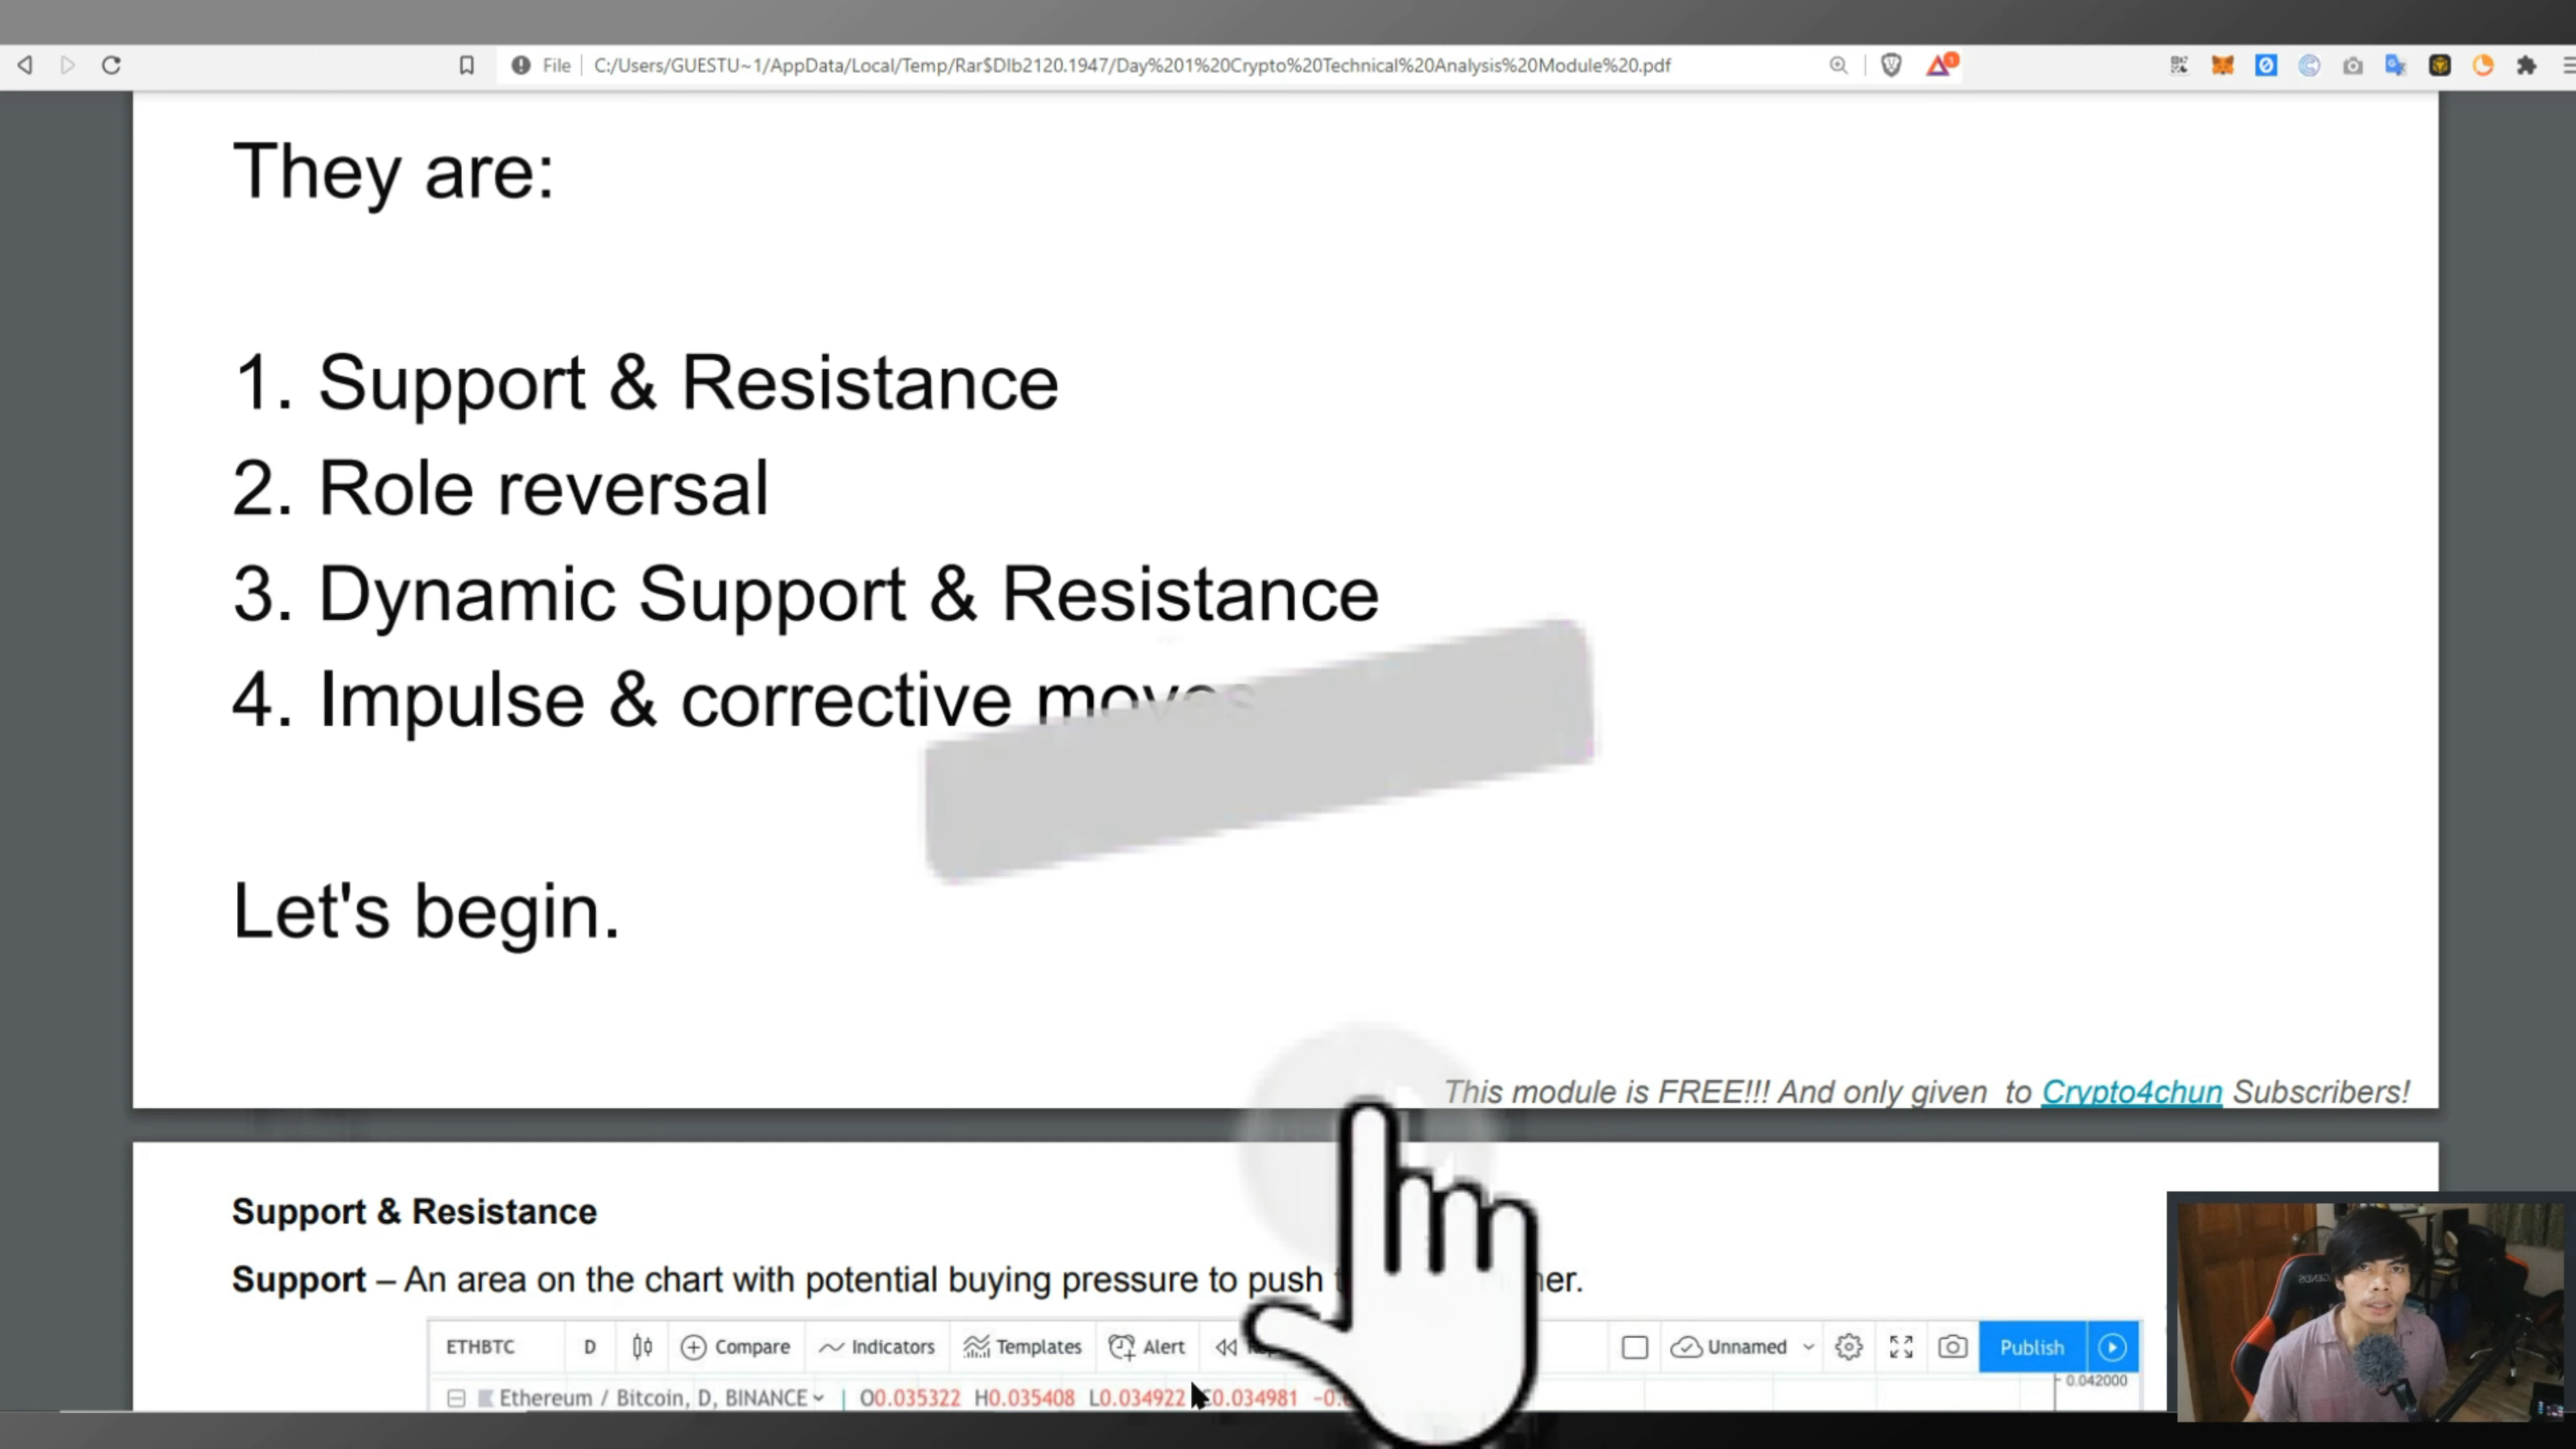 File C:/Users/GUESTU~1/AppData/Local/Temp/Rar$DIb2120.1947/Day%201%20Crypto%20Technical%20Analysis%20Module%20.pdf
They are:
1. Support & Resistance
2. Role reversal
3. Dynamic Support & Resistance
4. Impulse & corrective moves
Let's begin.
This module is FREE!!! And only given to Crypto4chun Subscribers!
Support & Resistance
Support – An area on the chart with potential buying pressure to push
ETHBTC D Compare Indicators Templates Alert Unnamed Publish
Ethereum / Bitcoin, D, BINANCE O0.035322 H0.035408 L0.034922 C0.034981
0.042000